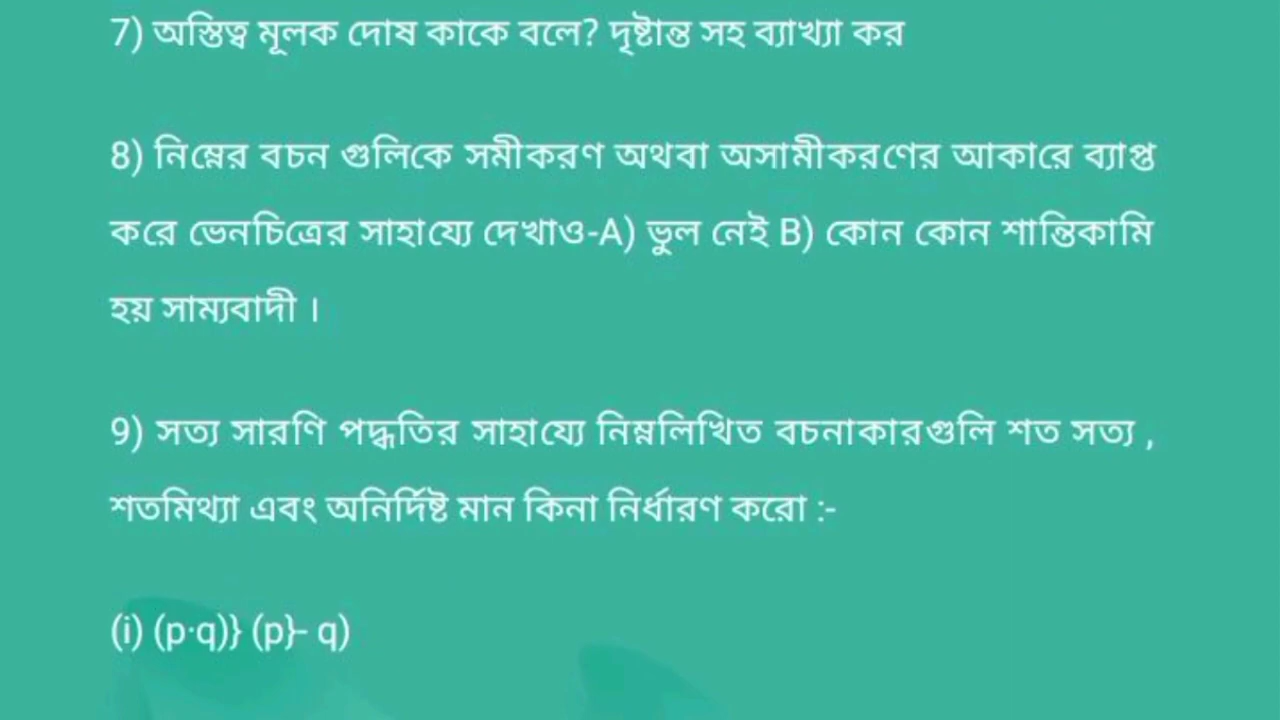 7) অস্তিত্ব মূলক দোষ কাকে বলে? দৃষ্টান্ত সহ ব্যাখ্যা কর
8) নিম্নের বচন গুলিকে সমীকরণ অথবা অসামীকরণের আকারে ব্যাপ্ত
করে ভেনচিত্রের সাহায্যে দেখাও-A) ভুল নেই B) কোন কোন শান্তিকামি
হয় সাম্যবাদী ।
9) সত্য সারণি পদ্ধতির সাহায্যে নিম্নলিখিত বচনাকারগুলি শত সত্য ,
শতমিথ্যা এবং অনির্দিষ্ট মান কিনা নির্ধারণ করো :-
(i) (p·q)} (p}- q)